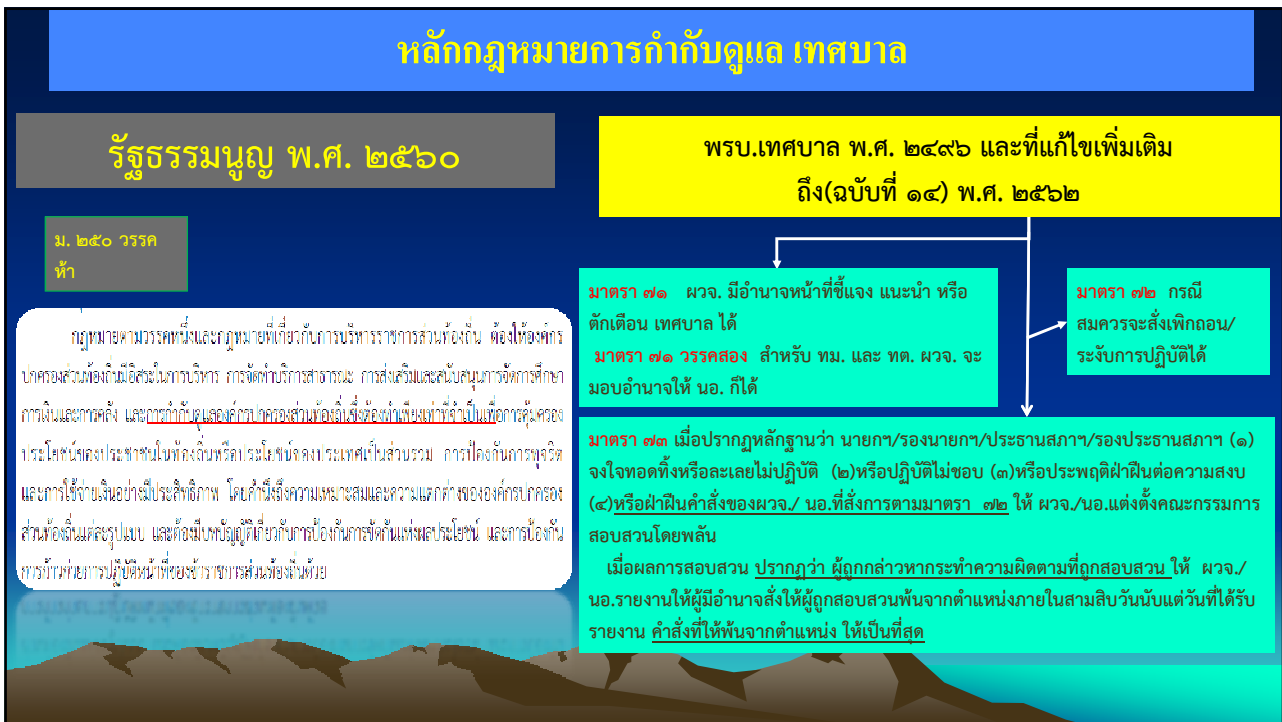 หลักกฎหมายการกำกับดูแล เทศบาล
รัฐธรรมนูญ พ.ศ. ๒๕๖๐
ม. ๒๕๐ วรรค
ห้า
กฎหมายตามวรรคหนึ่งและกฎหมายที่เกี่ยวกับการบริหารราชการส่วนท้องถิ่น ต้องให้องค์กร
ปกครองส่วนท้องถิ่นมีอิสระในการบริหาร การจัดทำบริการสาธารณะ การส่งเสริมและสนับสนุนการจัดการศึกษา
การเงินและการคลัง และการกำกับดูแลองค์กรปกครองส่วนท้องถิ่นซึ่งต้องทำเพียงเท่าที่จำเป็นเพื่อการคุ้มครอง
ประโยชน์ของประชาชนในท้องถิ่นหรือประโยชน์ของประเทศเป็นส่วนรวม การป้องกันการทุจริต
และการใช้จ่ายเงินอย่างมีประสิทธิภาพ โดยคำนึงถึงความเหมาะสมและความแตกต่างขององค์กรปกครอง
ส่วนท้องถิ่นแต่ละรูปแบบ และต้องมีบทบัญญัติเกี่ยวกับการป้องกันการขัดกันแห่งผลประโยชน์ และการป้องกัน
การก้าวก่ายการปฏิบัติหน้าที่ของข้าราชการส่วนท้องถิ่นด้วย
พรบ.เทศบาล พ.ศ. ๒๔๙๖ และที่แก้ไขเพิ่มเติม
ถึง(ฉบับที่ ๑๔) พ.ศ. ๒๕๖๒
มาตรา ๗๑ ผวจ. มีอำนาจหน้าที่ชี้แจง แนะนำ หรือ
ตักเตือน เทศบาล ได้
มาตรา ๗๑ วรรคสอง สำหรับ ทม. และ ทต. ผวจ. จะ
มอบอำนาจให้ นอ. ก็ได้
มาตรา ๗๒ กรณี
สมควรจะสั่งเพิกถอน/
ระงับการปฏิบัติได้
มาตรา ๗๓ เมื่อปรากฏหลักฐานว่า นายกฯ/รองนายกฯ/ประธานสภาฯ/รองประธานสภาฯ (๑)
จงใจทอดทิ้งหรือละเลยไม่ปฏิบัติ (๒)หรือปฏิบัติไม่ชอบ (๓)หรือประพฤติฝ่าฝืนต่อความสงบ
(๔)หรือฝ่าฝืนคำสั่งของผวจ./ นอ.ที่สั่งการตามมาตรา ๗๒ ให้ ผวจ./นอ.แต่งตั้งคณะกรรมการ
สอบสวนโดยพลัน
เมื่อผลการสอบสวน ปรากฏว่า ผู้ถูกกล่าวหากระทำความผิดตามที่ถูกสอบสวน ให้ ผวจ./
นอ.รายงานให้ผู้มีอำนาจสั่งให้ผู้ถูกสอบสวนพ้นจากตำแหน่งภายในสามสิบวันนับแต่วันที่ได้รับ
รายงาน คำสั่งที่ให้พ้นจากตำแหน่ง ให้เป็นที่สุด